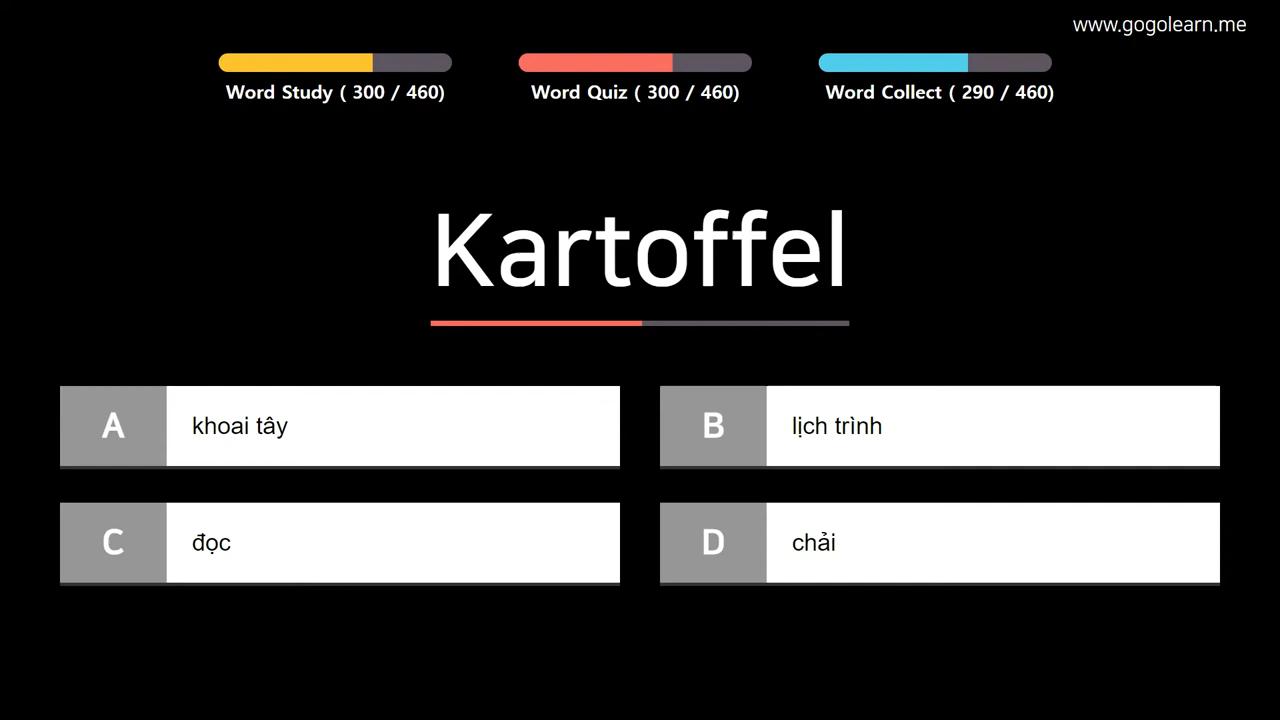 www.gogolearn.me
Word Study ( 300 / 460)
Word Quiz ( 300 / 460)
Word Collect ( 290 / 460)
Kartoffel
A khoai tây
B lịch trình
C đọc
D chải